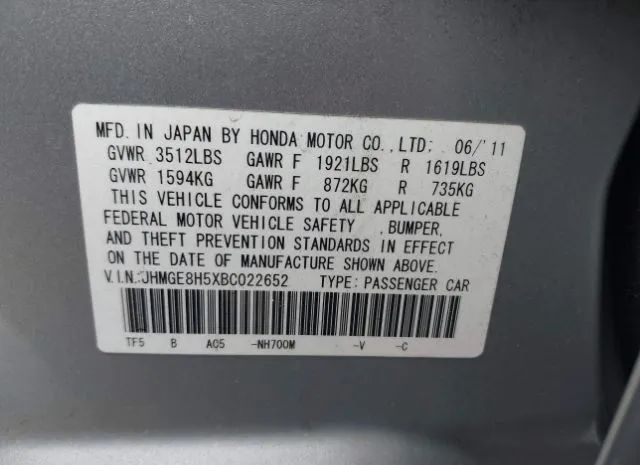 MFD. IN JAPAN BY HONDA MOTOR CO.,LTD; 06/'11
GVWR 3512LBS GAWR F 1921LBS R 1619LBS
GVWR 1594KG GAWR F 872KG R 735KG
THIS VEHICLE CONFORMS TO ALL APPLICABLE
FEDERAL MOTOR VEHICLE SAFETY ,BUMPER,
AND THEFT PREVENTION STANDARDS IN EFFECT
ON THE DATE OF MANUFACTURE SHOWN ABOVE.
V.I.N.:JHMGE8H5XBC022652 TYPE:PASSENGER CAR
TF5 B AC5 -NH700M -V -C